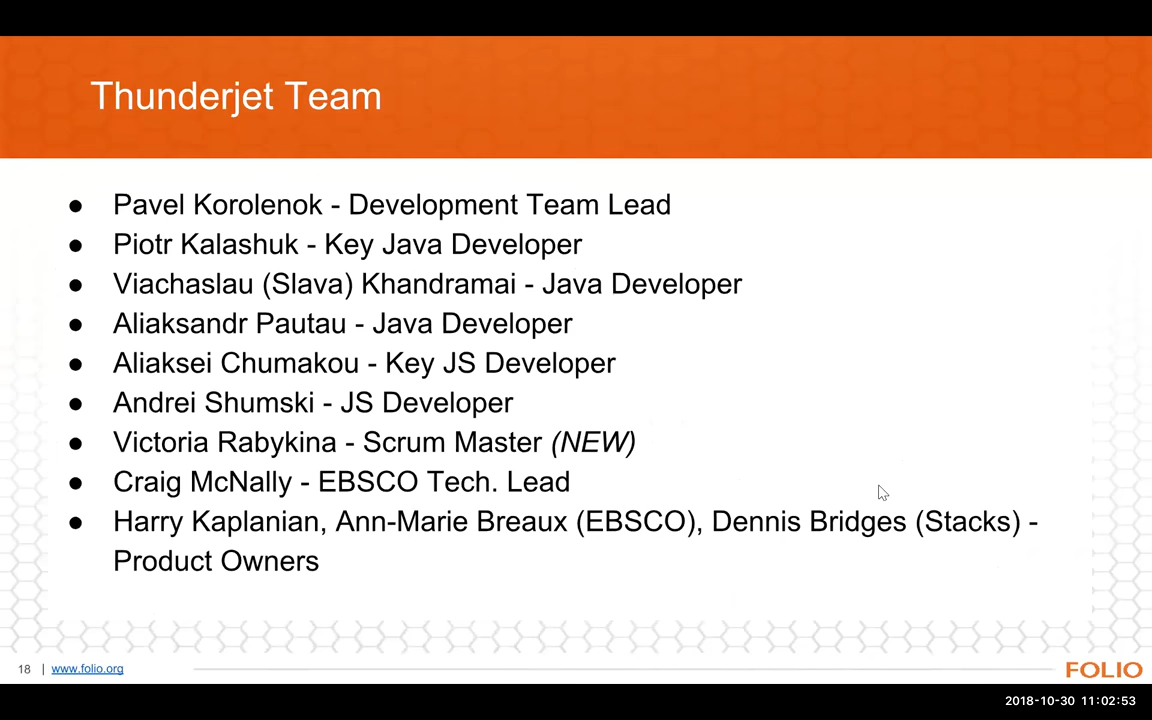 Thunderjet Team
● Pavel Korolenok - Development Team Lead
● Piotr Kalashuk - Key Java Developer
● Viachaslau (Slava) Khandramai - Java Developer
● Aliaksandr Pautau - Java Developer
● Aliaksei Chumakou - Key JS Developer
● Andrei Shumski - JS Developer
● Victoria Rabykina - Scrum Master (NEW)
● Craig McNally - EBSCO Tech. Lead
● Harry Kaplanian, Ann-Marie Breaux (EBSCO), Dennis Bridges (Stacks) -
Product Owners
18 | www.folio.org
FOLIO
2018-10-30 11:02:53